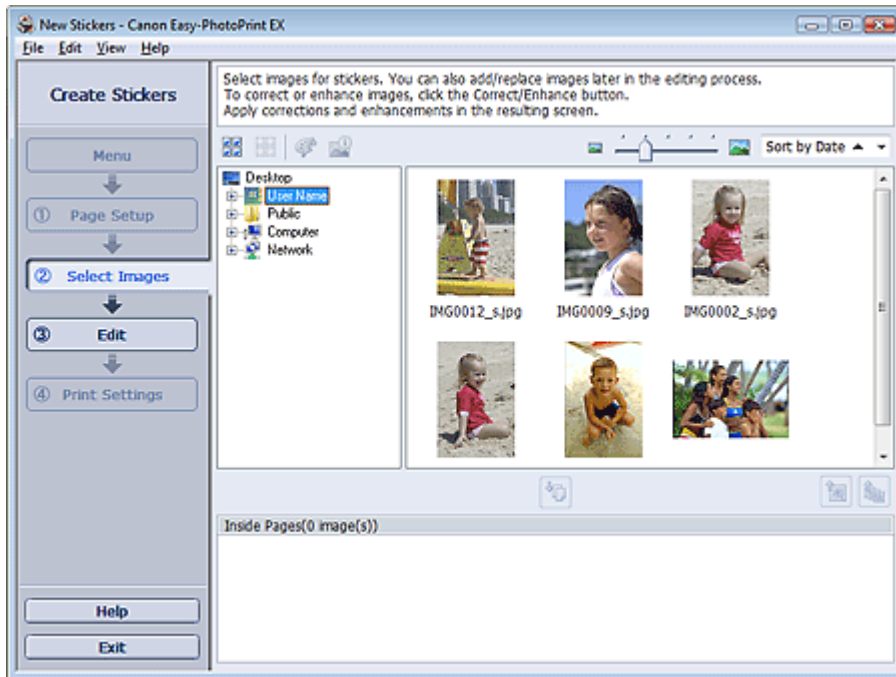 New Stickers - Canon Easy-PhotoPrint EX
File Edit View Help
Create Stickers
Menu
① Page Setup
② Select Images
③ Edit
④ Print Settings
Help
Exit
Select images for stickers. You can also add/replace images later in the editing process.
To correct or enhance images, click the Correct/Enhance button.
Apply corrections and enhancements in the resulting screen.
Sort by Date
Desktop
User Name
Public
Computer
Network
IMG0012_s.jpg IMG0009_s.jpg IMG0002_s.jpg
Inside Pages(0 image(s))